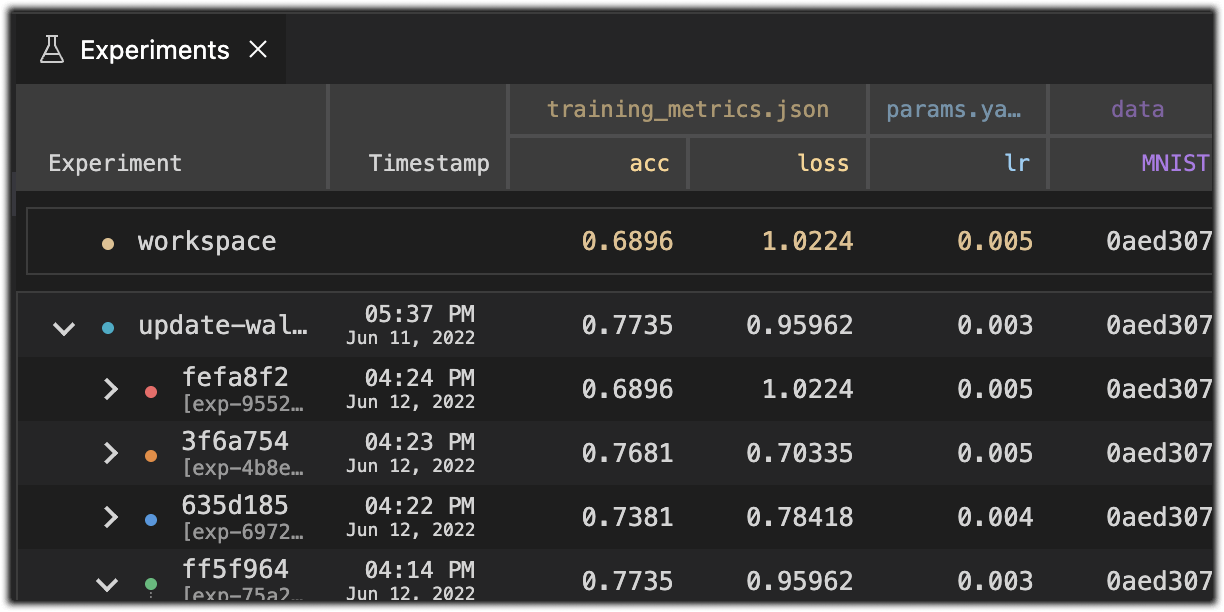 Experiments
training_metrics.json params.ya… data
Experiment Timestamp acc loss lr MNIST
workspace 0.6896 1.0224 0.005 0aed307
update-wal… 05:37 PM 0.7735 0.95962 0.003 0aed307
Jun 11, 2022
fefa8f2 04:24 PM 0.6896 1.0224 0.005 0aed307
[exp-9552… Jun 12, 2022
3f6a754 04:23 PM 0.7681 0.70335 0.005 0aed307
[exp-4b8e… Jun 12, 2022
635d185 04:22 PM 0.7381 0.78418 0.004 0aed307
[exp-6972… Jun 12, 2022
ff5f964 04:14 PM 0.7735 0.95962 0.003 0aed307
[exp-75a2… Jun 12, 2022